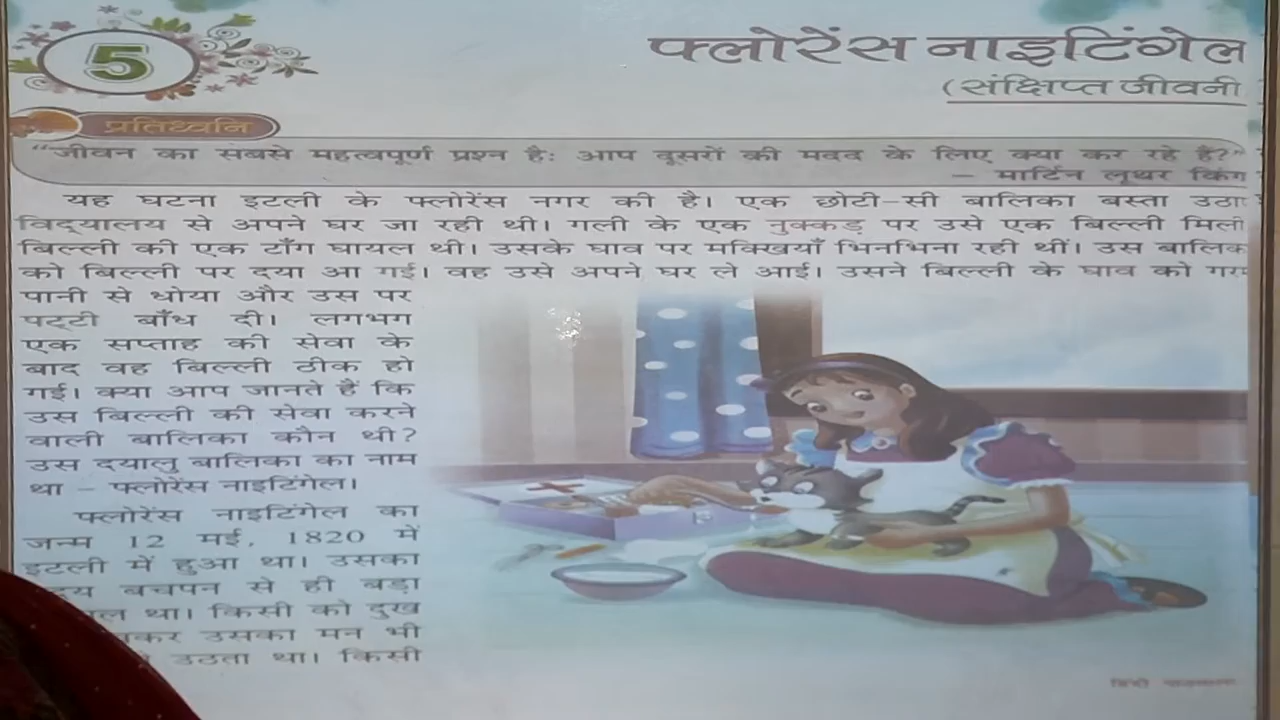 5
फ्लोरेंस नाइटिंगेल
(संक्षिप्त जीवनी
प्रतिध्वनि
“जीवन का सबसे महत्वपूर्ण प्रश्न है: आप दूसरों की मदद के लिए क्या कर रहे हैं?”
– मार्टिन लूथर किंग
यह घटना इटली के फ्लोरेंस नगर की है। एक छोटी-सी बालिका बस्ता
विद्यालय से अपने घर जा रही थी। गली के एक नुक्कड़ पर उसे एक बिल्ली मिली
बिल्ली की एक टाँग घायल थी। उसके घाव पर मक्खियाँ भिनभिना रही थीं। उस
को बिल्ली पर दया आ गई। वह उसे अपने घर ले आई। उसने बिल्ली के घाव को
पानी से धोया और उस पर
पट्टी बाँध दी। लगभग
एक सप्ताह की सेवा के
बाद वह बिल्ली ठीक हो
गई। क्या आप जानते हैं कि
उस बिल्ली की सेवा करने
वाली बालिका कौन थी?
उस दयालु बालिका का नाम
था – फ्लोरेंस नाइटिंगेल।
फ्लोरेंस नाइटिंगेल का
जन्म 12 मई, 1820 में
इटली में हुआ था। उसका
बचपन से ही बड़ा
था। किसी को दुख
उसका मन भी
उठता था। किसी